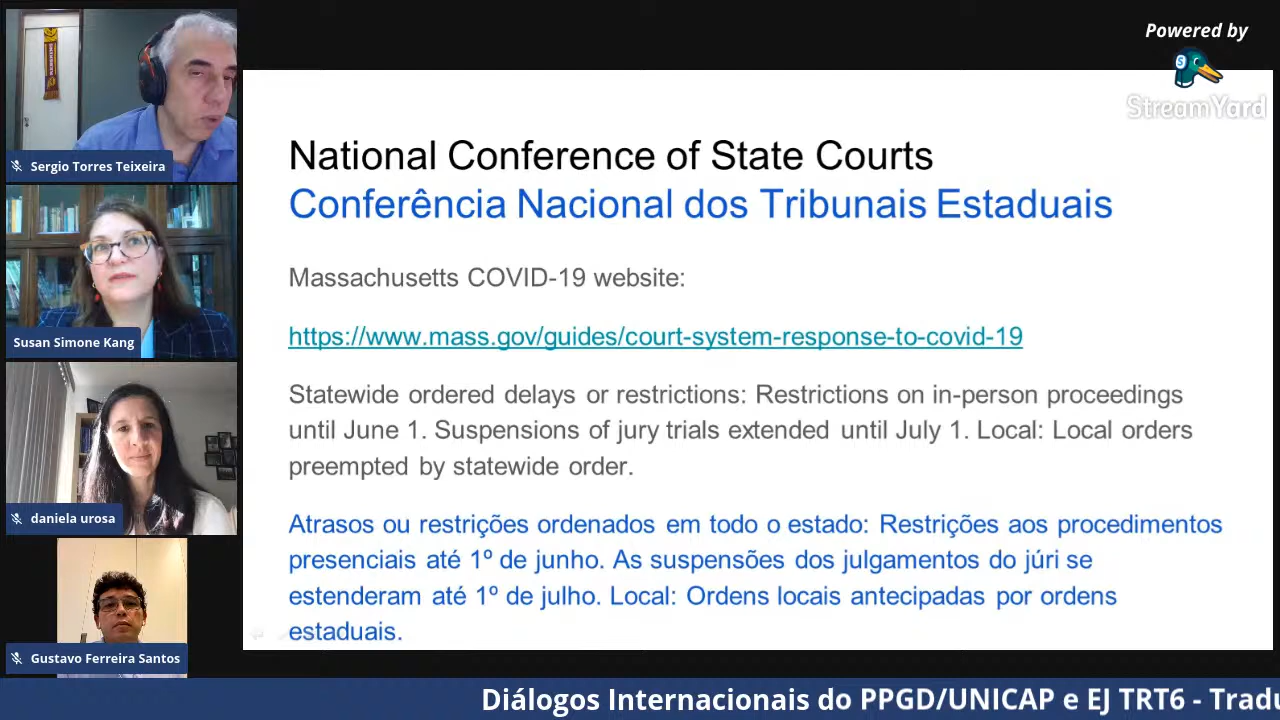 Powered by
StreamYard
Sergio Torres Teixeira
Susan Simone Kang
daniela urosa
Gustavo Ferreira Santos
National Conference of State Courts
Conferência Nacional dos Tribunais Estaduais
Massachusetts COVID-19 website:
https://www.mass.gov/guides/court-system-response-to-covid-19
Statewide ordered delays or restrictions: Restrictions on in-person proceedings
until June 1. Suspensions of jury trials extended until July 1. Local: Local orders
preempted by statewide order.
Atrasos ou restrições ordenados em todo o estado: Restrições aos procedimentos
presenciais até 1º de junho. As suspensões dos julgamentos do júri se
estenderam até 1º de julho. Local: Ordens locais antecipadas por ordens
estaduais.
Diálogos Internacionais do PPGD/UNICAP e EJ TRT6 - Tradu